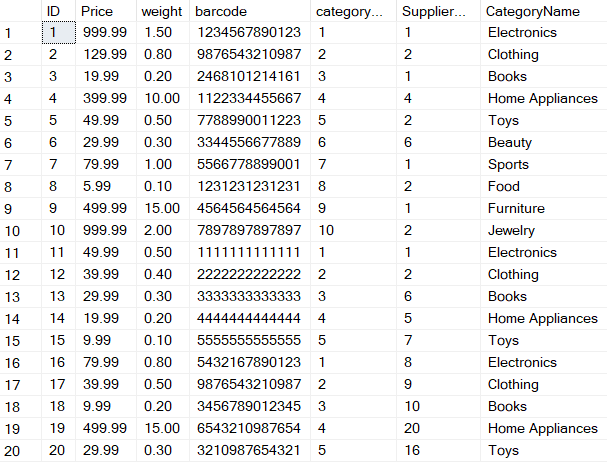 ID Price weight barcode category... Supplier... CategoryName
1 1 999.99 1.50 1234567890123 1 1 Electronics
2 2 129.99 0.80 9876543210987 2 2 Clothing
3 3 19.99 0.20 2468101214161 3 1 Books
4 4 399.99 10.00 1122334455667 4 4 Home Appliances
5 5 49.99 0.50 7788990011223 5 2 Toys
6 6 29.99 0.30 3344556677889 6 6 Beauty
7 7 79.99 1.00 5566778899001 7 1 Sports
8 8 5.99 0.10 1231231231231 8 2 Food
9 9 499.99 15.00 4564564564564 9 1 Furniture
10 10 999.99 2.00 7897897897897 10 2 Jewelry
11 11 49.99 0.50 1111111111111 1 1 Electronics
12 12 39.99 0.40 2222222222222 2 2 Clothing
13 13 29.99 0.30 3333333333333 3 6 Books
14 14 19.99 0.20 4444444444444 4 5 Home Appliances
15 15 9.99 0.10 5555555555555 5 7 Toys
16 16 79.99 0.80 5432167890123 1 8 Electronics
17 17 39.99 0.50 9876543210987 2 9 Clothing
18 18 9.99 0.20 3456789012345 3 10 Books
19 19 499.99 15.00 6543210987654 4 20 Home Appliances
20 20 29.99 0.30 3210987654321 5 16 Toys